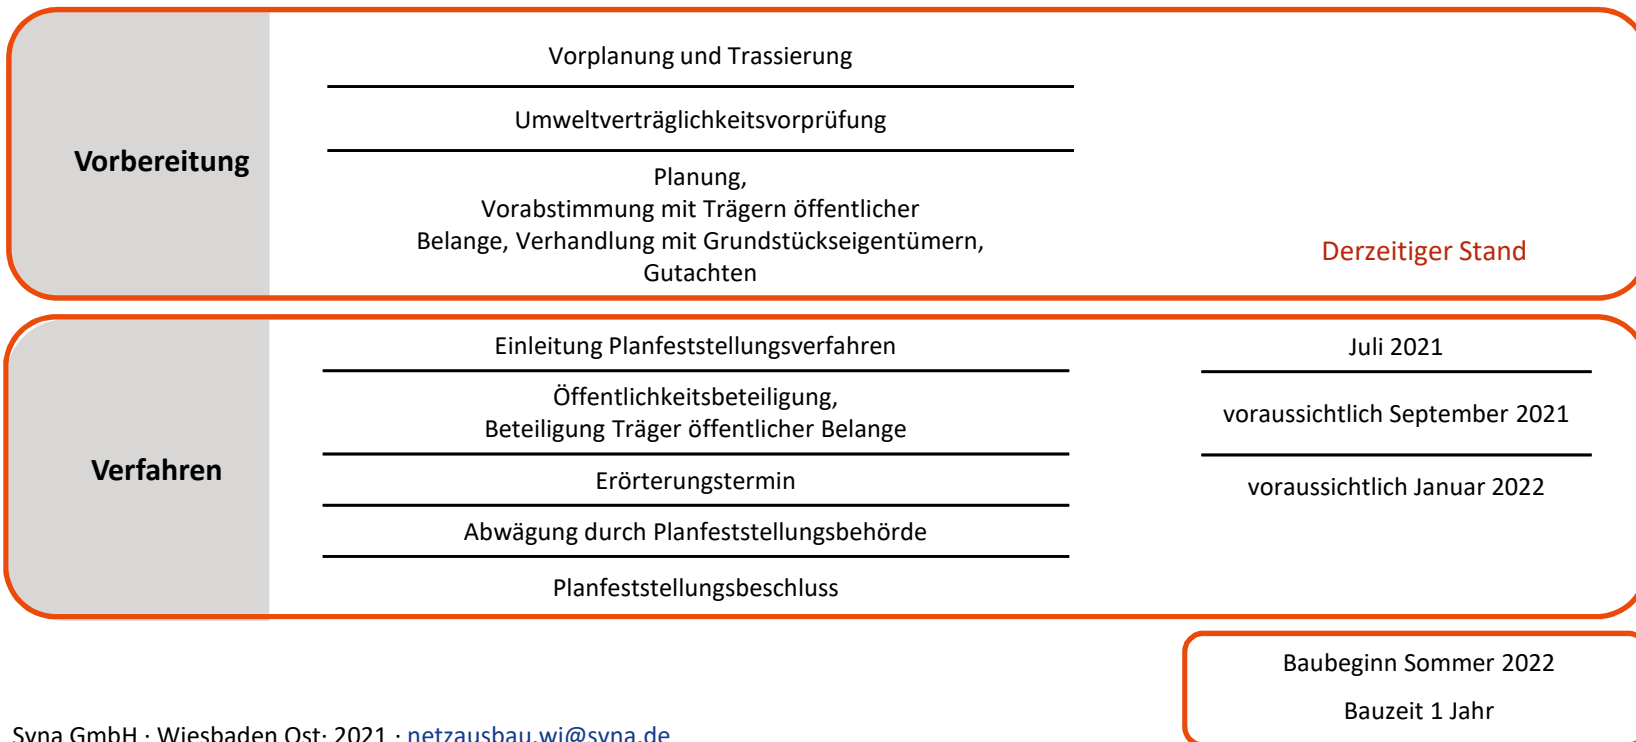 Vorplanung und Trassierung
Umweltverträglichkeitsvorprüfung
Vorbereitung
Planung,
Vorabstimmung mit Trägern öffentlicher
Belange, Verhandlung mit Grundstückseigentümern,
Gutachten
Derzeitiger Stand
Einleitung Planfeststellungsverfahren
Juli 2021
Öffentlichkeitsbeteiligung,
Beteiligung Träger öffentlicher Belange
voraussichtlich September 2021
Verfahren
Erörterungstermin
voraussichtlich Januar 2022
Abwägung durch Planfeststellungsbehörde
Planfeststellungsbeschluss
Baubeginn Sommer 2022
Bauzeit 1 Jahr
Syna GmbH · Wiesbaden Ost· 2021 · netzausbau.wi@syna.de